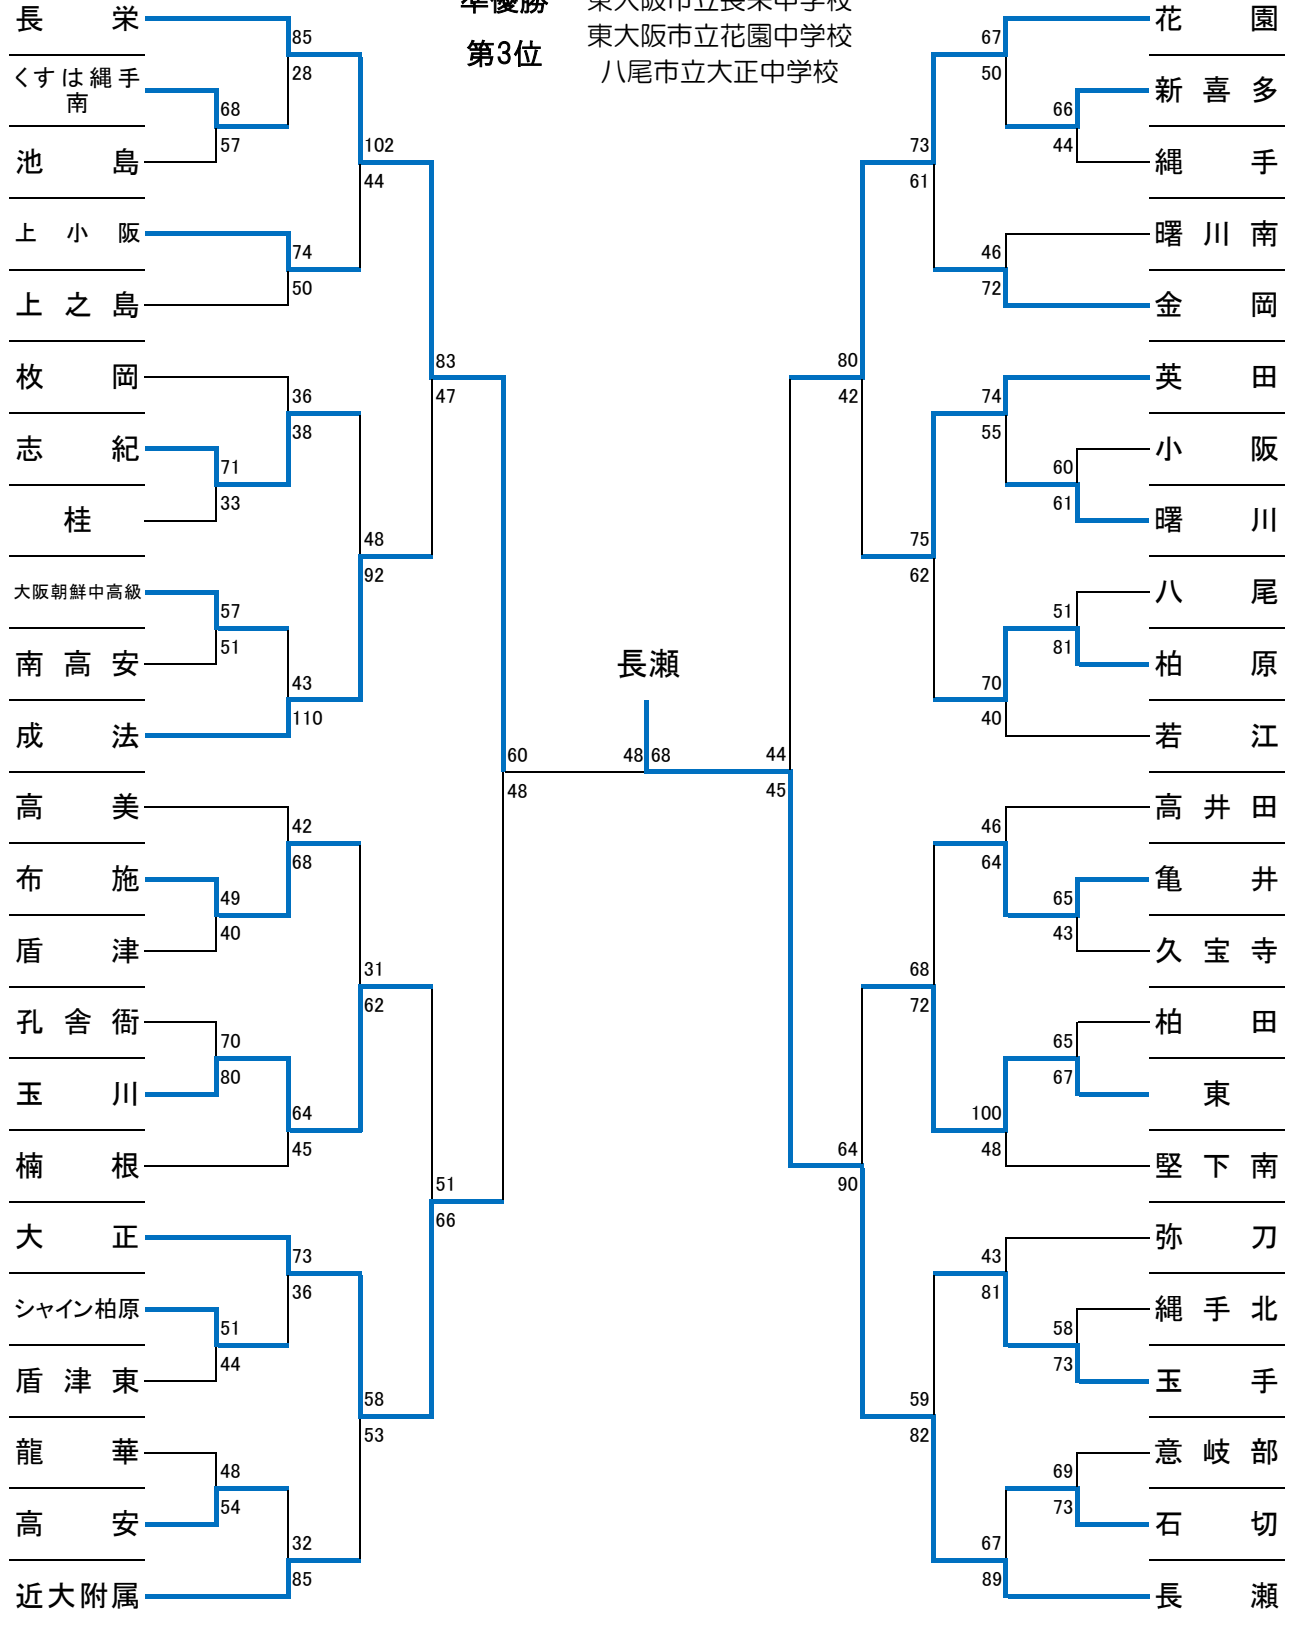 準優勝 東大阪市立長栄中学校
第3位 東大阪市立花園中学校
八尾市立大正中学校
長栄
85
28
くすは縄手
南
68
57
池島
102
44
上小阪
74
50
上之島
83
47
枚岡
36
38
志紀
71
33
桂
48
92
大阪朝鮮中高級
57
51
南高安
43
110
成法
60
48
高美
42
68
布施
49
40
盾津
31
62
孔舎衙
70
80
玉川
64
45
楠根
51
66
大正
73
36
シャイン柏原
51
44
盾津東
58
53
龍華
48
54
高安
32
85
近大附属
長瀬
48 68
花園
67
50
新喜多
66
44
縄手
73
61
曙川南
46
72
金岡
80
42
英田
74
55
小阪
60
61
曙川
75
62
八尾
51
81
柏原
70
40
若江
44
45
高井田
46
64
亀井
65
43
久宝寺
68
72
柏田
65
67
東
100
48
堅下南
64
90
弥刀
43
81
縄手北
58
73
玉手
59
82
意岐部
69
73
石切
67
89
長瀬